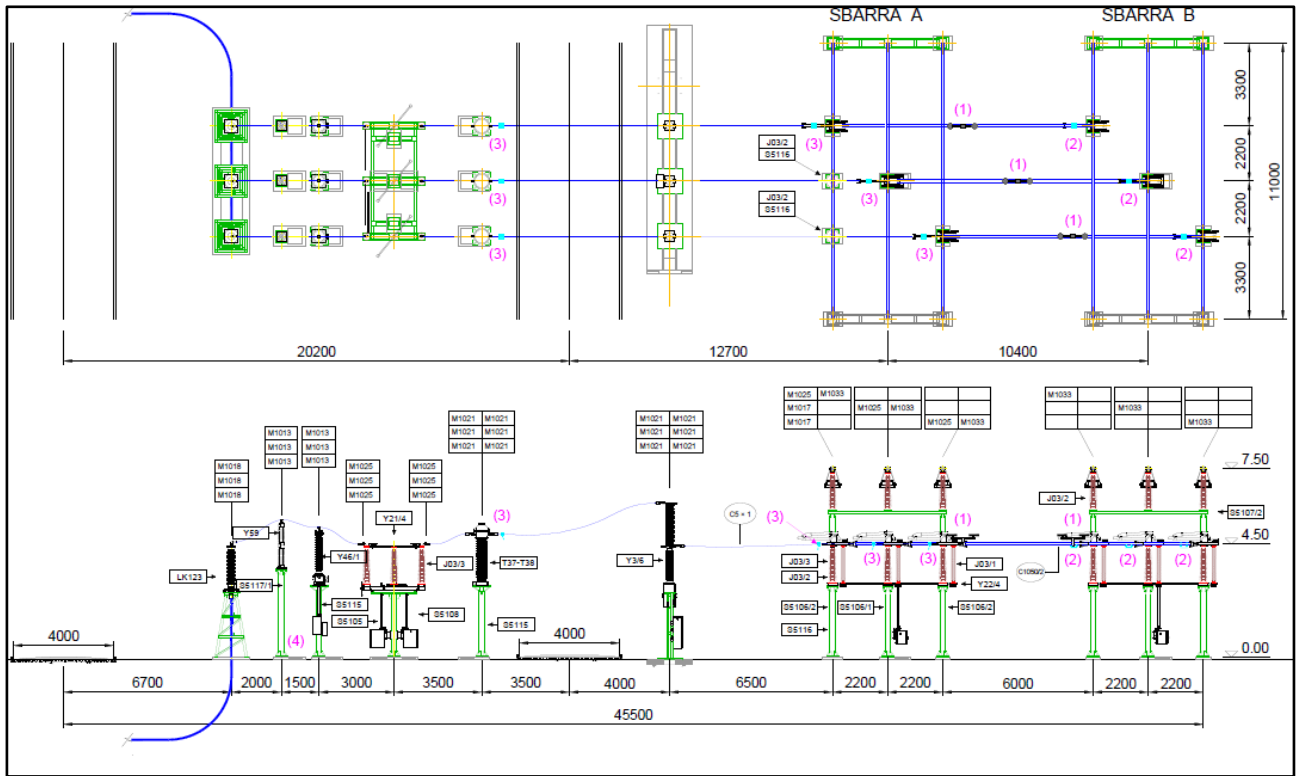 SBARRA A
SBARRA B
(1)
(3)
(3)
(2)
J03/2
S5116
(1)
(3)
(3)
(2)
J03/2
S5116
(1)
(3)
(3)
(2)
3300
2200
2200
3300
11000
20200
12700
10400
M1018
M1018
M1018
M1013
M1013
M1013
M1013
M1013
M1013
M1025
M1025
M1025
M1025
M1025
M1025
M1021 M1021
M1021 M1021
M1021 M1021
M1021 M1021
M1021 M1021
M1021 M1021
M1025 M1033
M1017
M1017
M1025 M1033
M1025 M1033
M1033
M1033
M1033
7.50
4.50
0.00
Y59
Y21/4
(3)
C5 × 1
(3)
(3)
(3)
(1)
(1)
J03/2
S5107/2
LK123
S5117/1
Y46/1
J03/3
T37-T38
Y3/6
J03/3
J03/2
J03/1
Y22/4
C1050/2
(2)
(2)
(2)
S5115
S5105
S5108
S5115
S5106/2
S5106/1
S5106/2
S5116
(4)
4000
4000
6700
2000
1500
3000
3500
3500
4000
6500
2200
2200
6000
2200
2200
45500